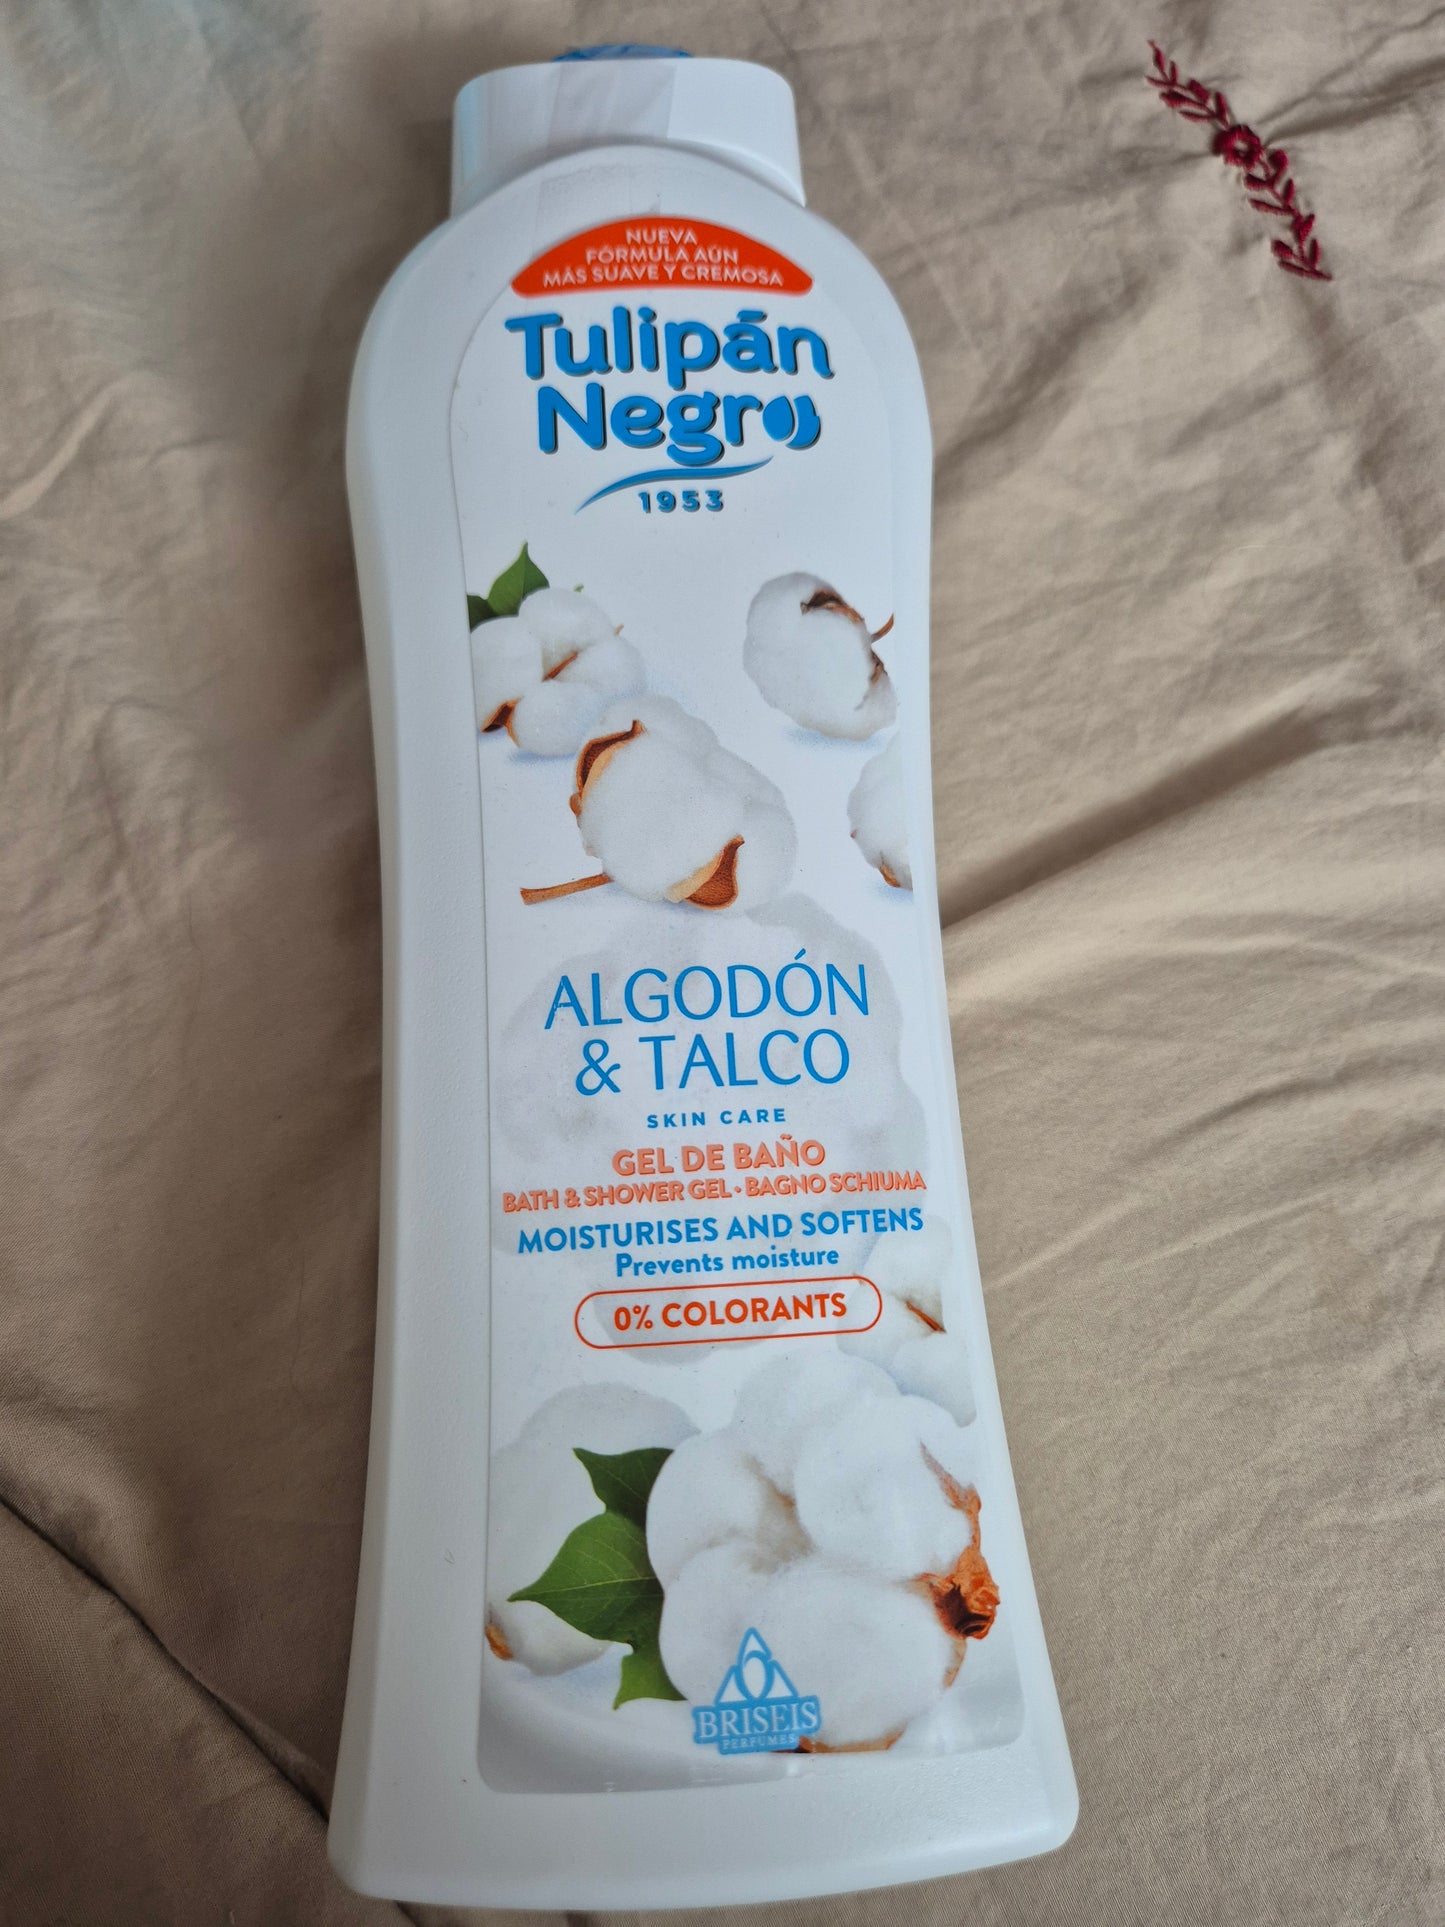 NUEVA
FÓRMULA AÚN
MÁS SUAVE Y CREMOSA
Tulipán
Negro
1953
ALGODÓN
& TALCO
SKIN CARE
GEL DE BAÑO
BATH & SHOWER GEL · BAGNO SCHIUMA
MOISTURISES AND SOFTENS
Prevents moisture
0% COLORANTS
BRISEIS
PERFUMES